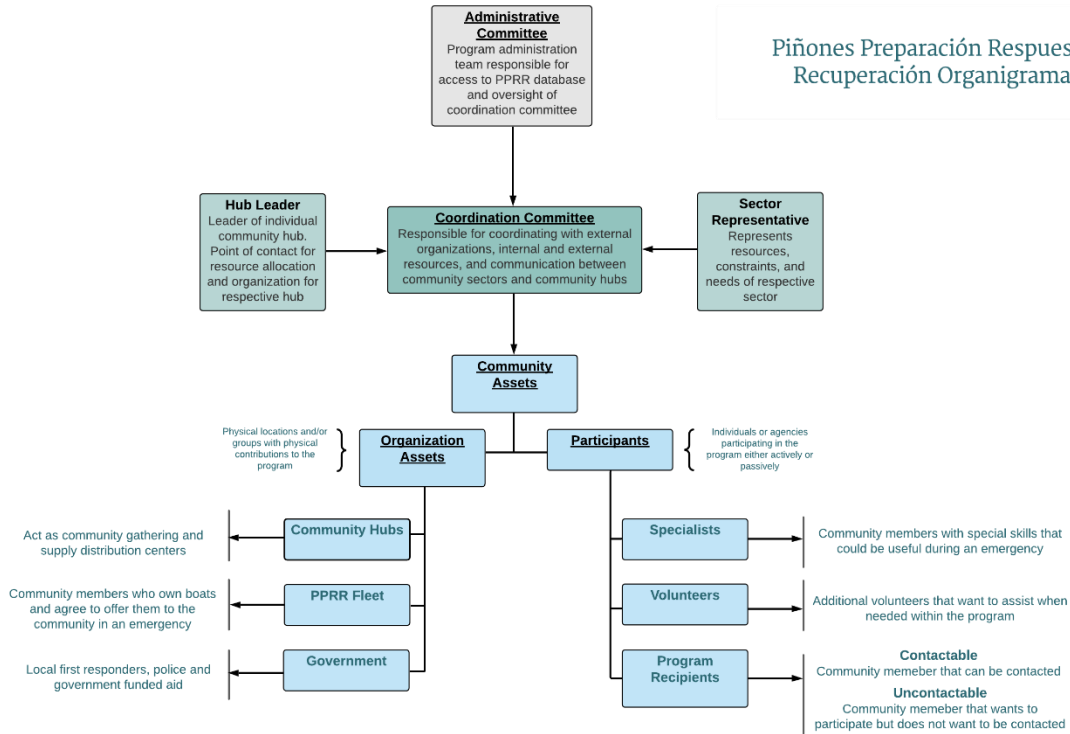 Administrative
Committee
Program administration
team responsible for
access to PPRR database
and oversight of
coordination committee
Piñones Preparación Respues
Recuperación Organigrama
Hub Leader
Leader of individual
community hub.
Point of contact for
resource allocation
and organization for
respective hub
Coordination Committee
Responsible for coordinating with external
organizations, internal and external
resources, and communication between
community sectors and community hubs
Sector
Representative
Represents
resources,
constraints, and
needs of respective
sector
Community
Assets
Physical locations and/or
groups with physical
contributions to the
program
Organization
Assets
Participants
Individuals or agencies
participating in the
program either actively or
passively
Act as community gathering and
supply distribution centers
Community Hubs
Specialists
Community members with special skills that
could be useful during an emergency
Community members who own boats
and agree to offer them to the
community in an emergency
PPRR Fleet
Volunteers
Additional volunteers that want to assist when
needed within the program
Local first responders, police and
government funded aid
Government
Program
Recipients
Contactable
Community memeber that can be contacted
Uncontactable
Community memeber that wants to
participate but does not want to be contacted